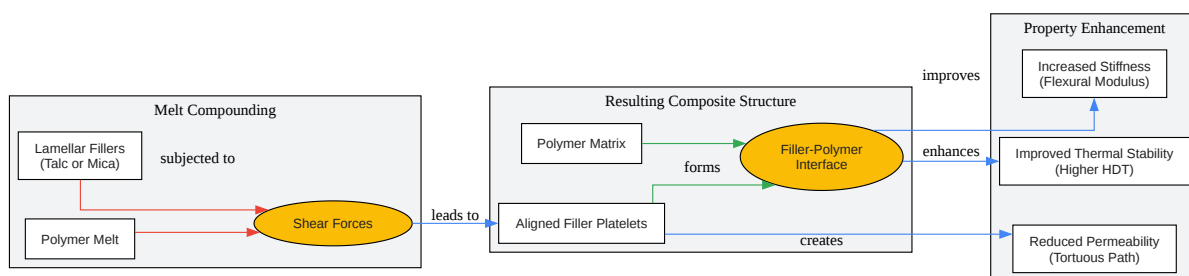 Melt Compounding
Lamellar Fillers
(Talc or Mica)
subjected to
Polymer Melt
Shear Forces
leads to
Resulting Composite Structure
Polymer Matrix
forms
Aligned Filler Platelets
Filler-Polymer
Interface
improves
enhances
creates
Property Enhancement
Increased Stiffness
(Flexural Modulus)
Improved Thermal Stability
(Higher HDT)
Reduced Permeability
(Tortuous Path)